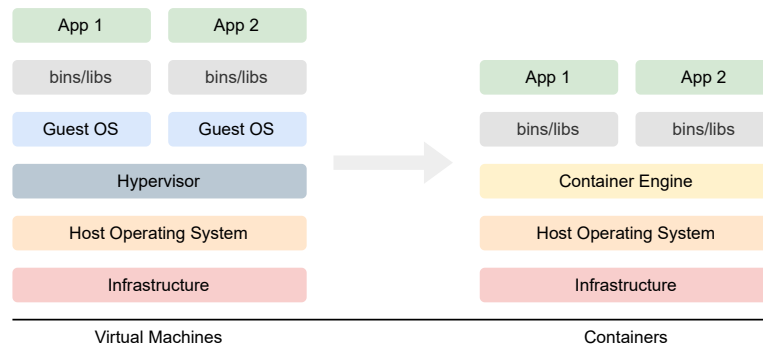 App 1 App 2
bins/libs bins/libs
Guest OS Guest OS
Hypervisor
Host Operating System
Infrastructure
Virtual Machines
App 1 App 2
bins/libs bins/libs
Container Engine
Host Operating System
Infrastructure
Containers